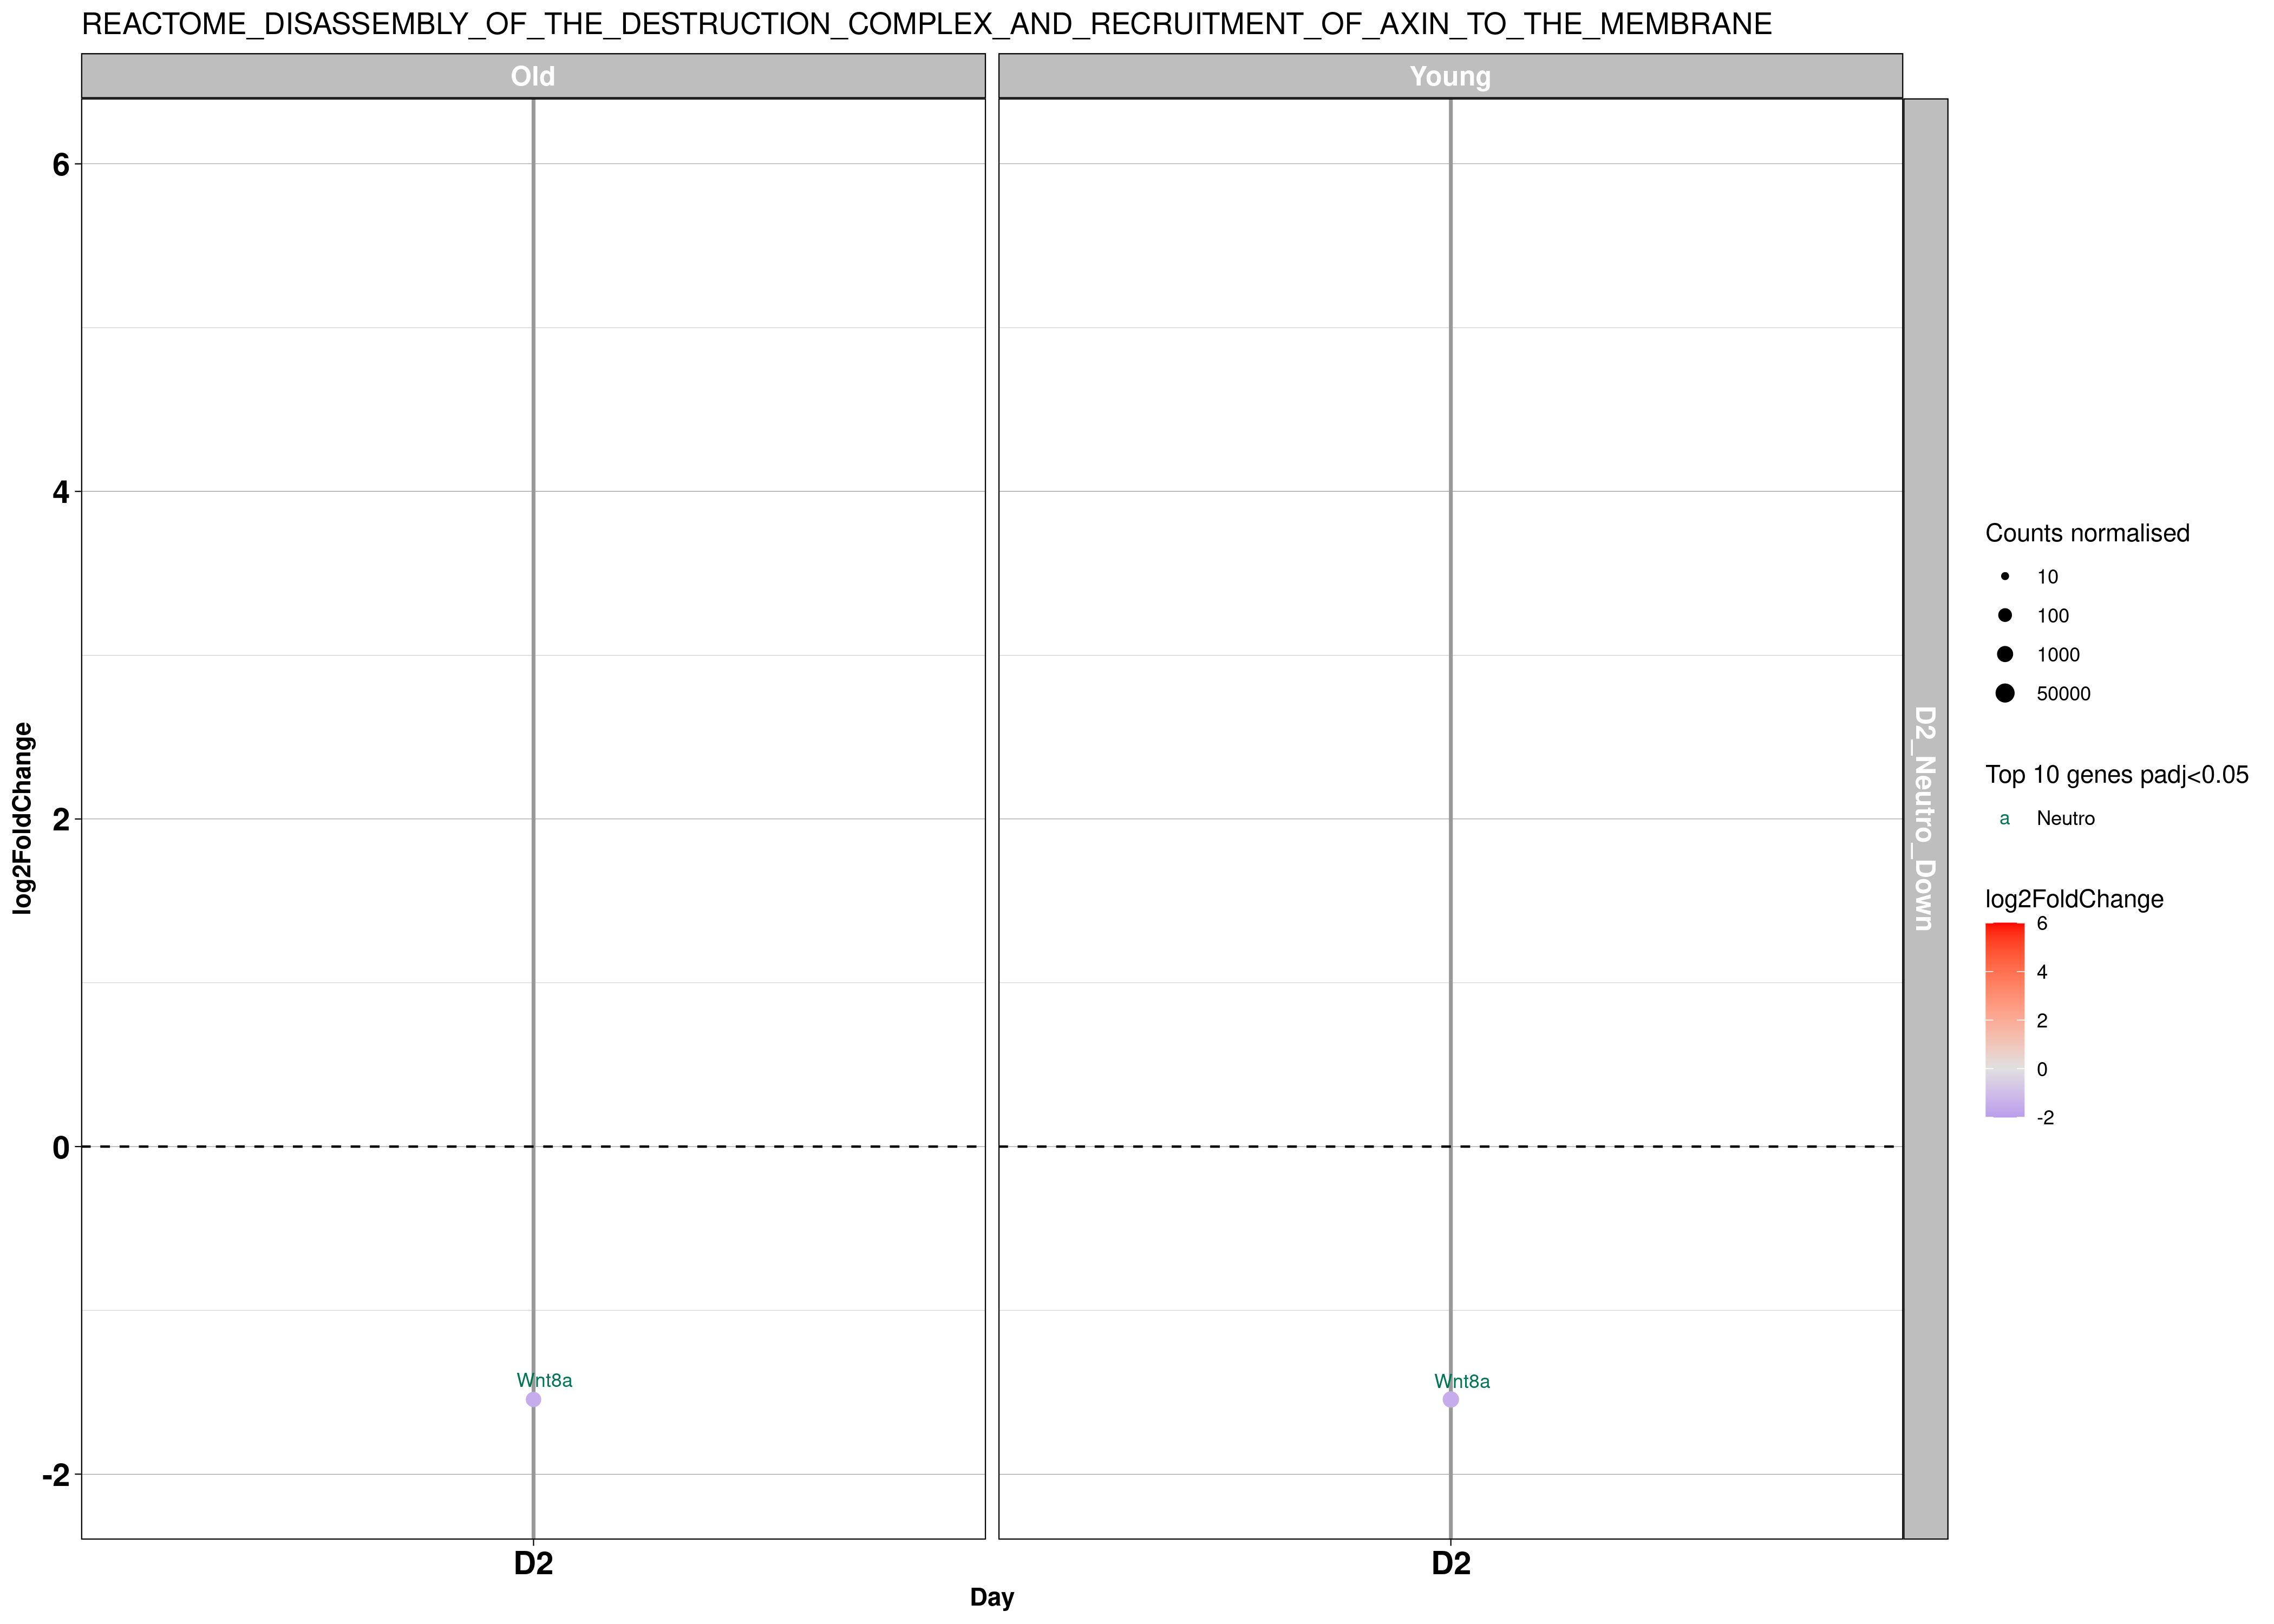 REACTOME_DISASSEMBLY_OF_THE_DESTRUCTION_COMPLEX_AND_RECRUITMENT_OF_AXIN_TO_THE_MEMBRANE
Old
Young
6
4
2
0
-2
log2FoldChange
Wnt8a
Wnt8a
D2
D2
Day
D2_Neutro_Down
Counts normalised
10
100
1000
50000
Top 10 genes padj<0.05
a Neutro
log2FoldChange
6
4
2
0
-2